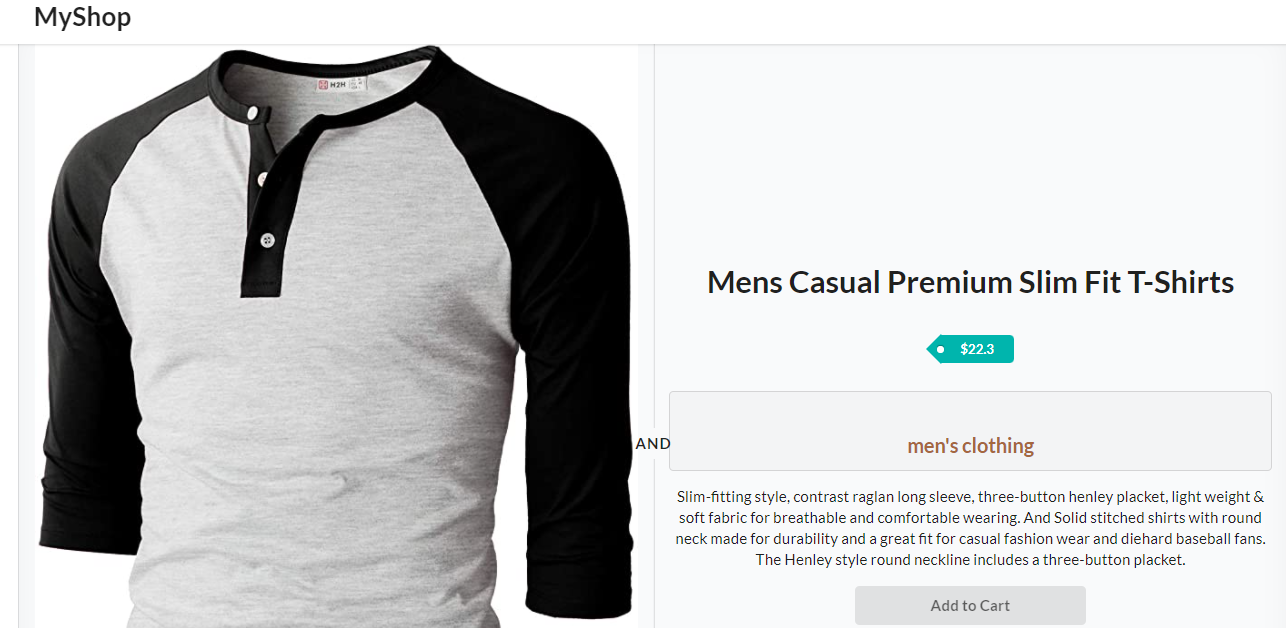 MyShop
H2H
Mens Casual Premium Slim Fit T-Shirts
$22.3
men's clothing
AND
Slim-fitting style, contrast raglan long sleeve, three-button henley placket, light weight &
soft fabric for breathable and comfortable wearing. And Solid stitched shirts with round
neck made for durability and a great fit for casual fashion wear and diehard baseball fans.
The Henley style round neckline includes a three-button placket.
Add to Cart